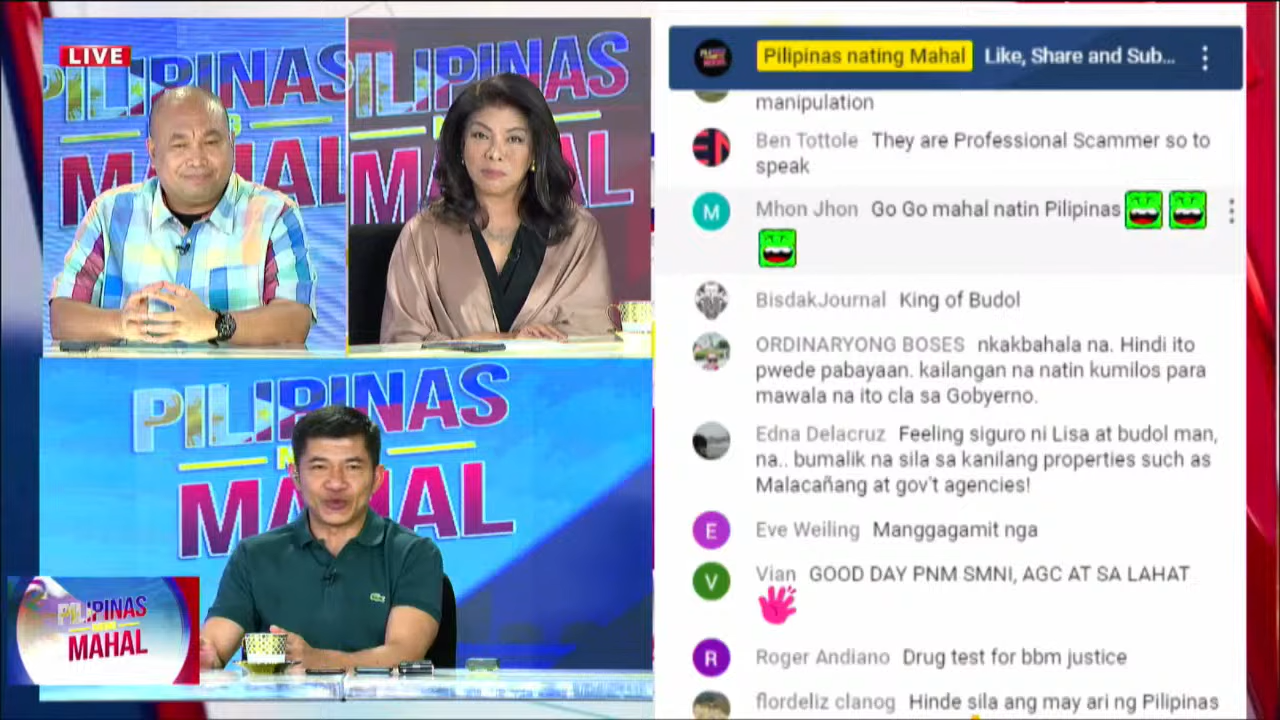 LIVE
PILIPINAS
MAHAL
PILIPINAS
MAHAL
PILIPINAS
MAHAL
PILIPINAS
MAHAL
Pilipinas nating Mahal Like, Share and Sub...
manipulation
Ben Tottole They are Professional Scammer so to
speak
M Mhon Jhon Go Go mahal natin Pilipinas
BisdakJournal King of Budol
ORDINARYONG BOSES nkakbahala na. Hindi ito
pwede pabayaan. kailangan na natin kumilos para
mawala na ito cla sa Gobyerno.
Edna Delacruz Feeling siguro ni Lisa at budol man,
na.. bumalik na sila sa kanilang properties such as
Malacañang at gov't agencies!
E Eve Weiling Manggagamit nga
V Vian GOOD DAY PNM SMNI, AGC AT SA LAHAT
R Roger Andiano Drug test for bbm justice
flordeliz clanog Hinde sila ang may ari ng Pilipinas